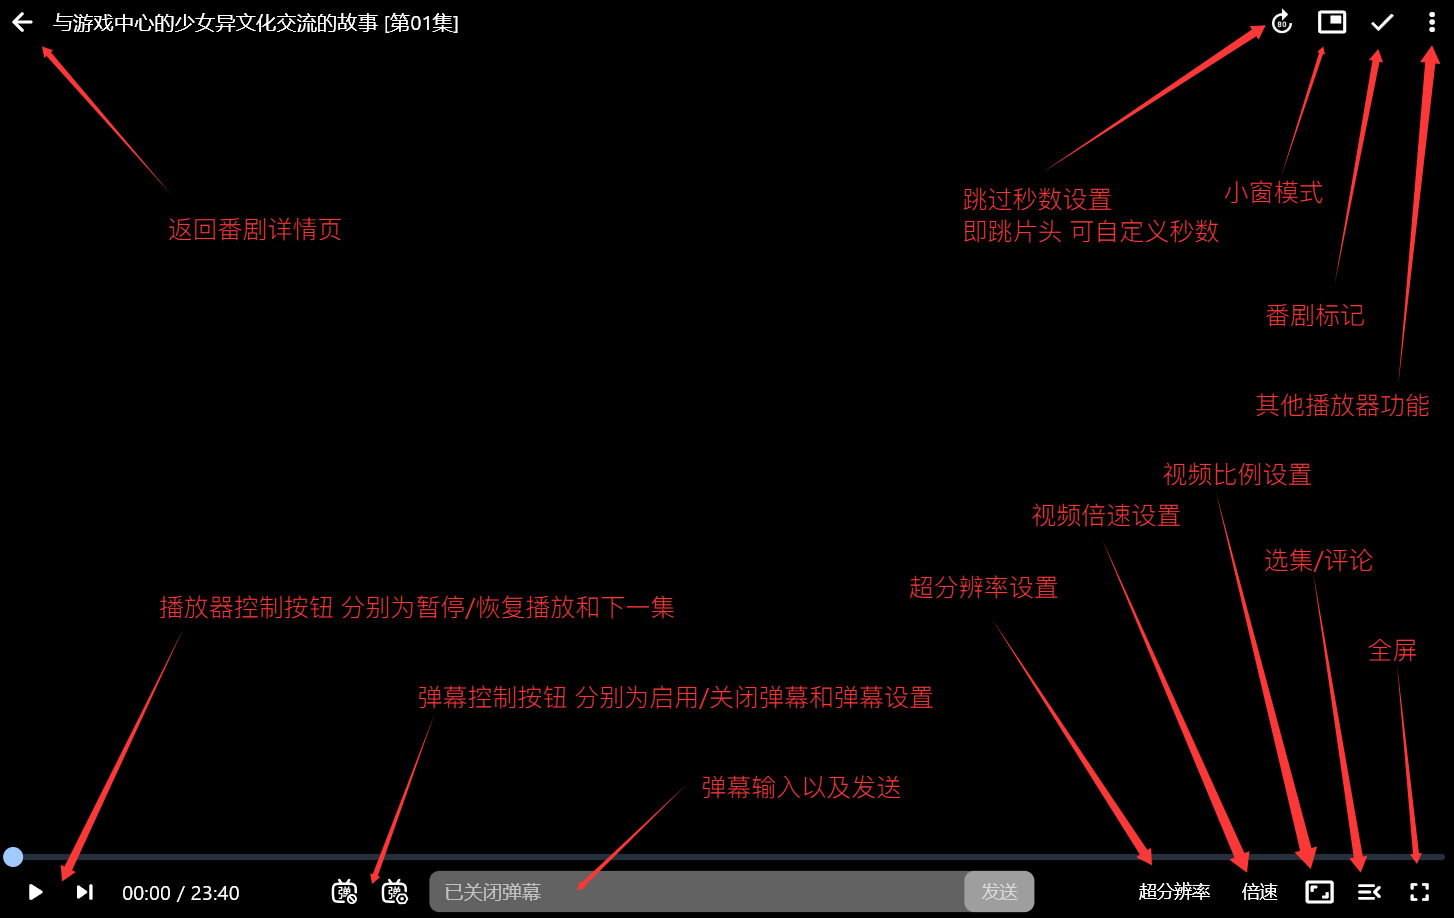 与游戏中心的少女异文化交流的故事 [第01集]
80
返回番剧详情页
跳过秒数设置
即跳片头 可自定义秒数
小窗模式
番剧标记
其他播放器功能
视频比例设置
视频倍速设置
选集/评论
超分辨率设置
播放器控制按钮 分别为暂停/恢复播放和下一集
全屏
弹幕控制按钮 分别为启用/关闭弹幕和弹幕设置
弹幕输入以及发送
00:00 / 23:40
弹
弹
已关闭弹幕
发送
超分辨率
倍速